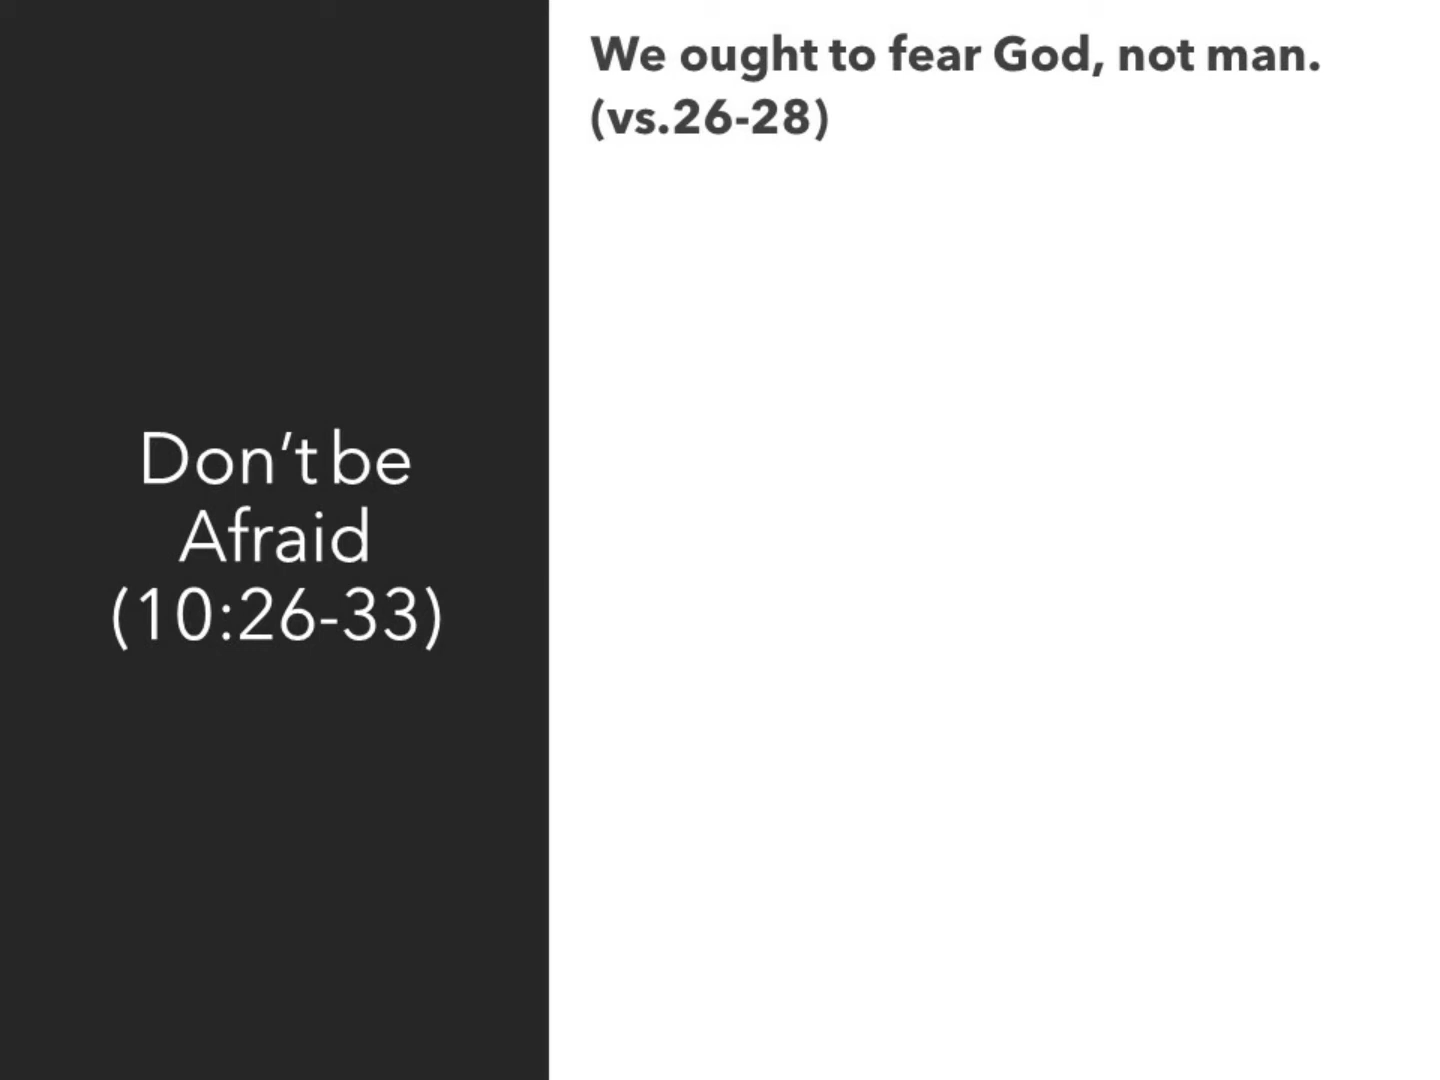 Don’t be
Afraid
(10:26-33)
We ought to fear God, not man.
(vs.26-28)